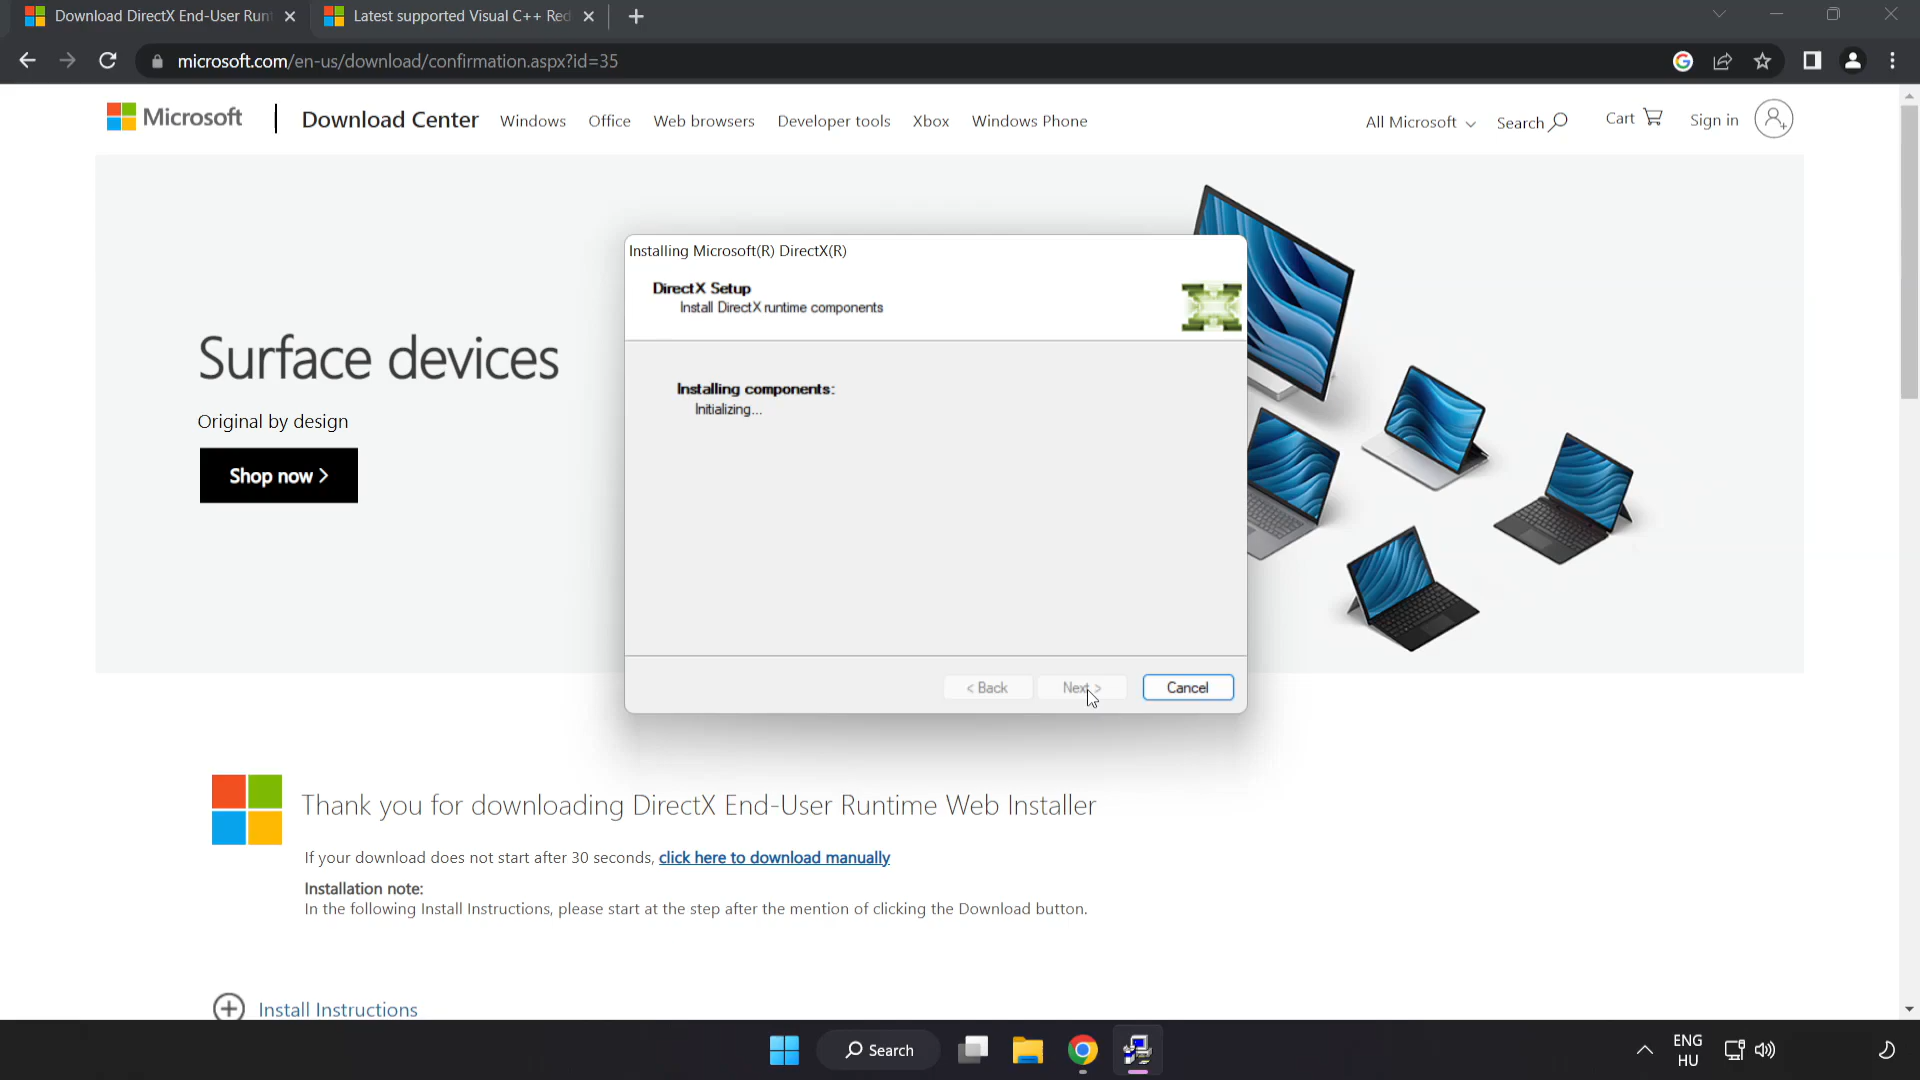 Download DirectX End-User Run
Latest supported Visual C++ Red
microsoft.com/en-us/download/confirmation.aspx?id=35
Microsoft
Download Center
Windows
Office
Web browsers
Developer tools
Xbox
Windows Phone
All Microsoft
Search
Cart
Sign in
Surface devices
Original by design
Shop now >
Installing Microsoft(R) DirectX(R)
DirectX Setup
Install DirectX runtime components
Installing components:
Initializing...
< Back
Next >
Cancel
Thank you for downloading DirectX End-User Runtime Web Installer
If your download does not start after 30 seconds, click here to download manually
Installation note:
In the following Install Instructions, please start at the step after the mention of clicking the Download button.
Install Instructions
Search
ENG
HU